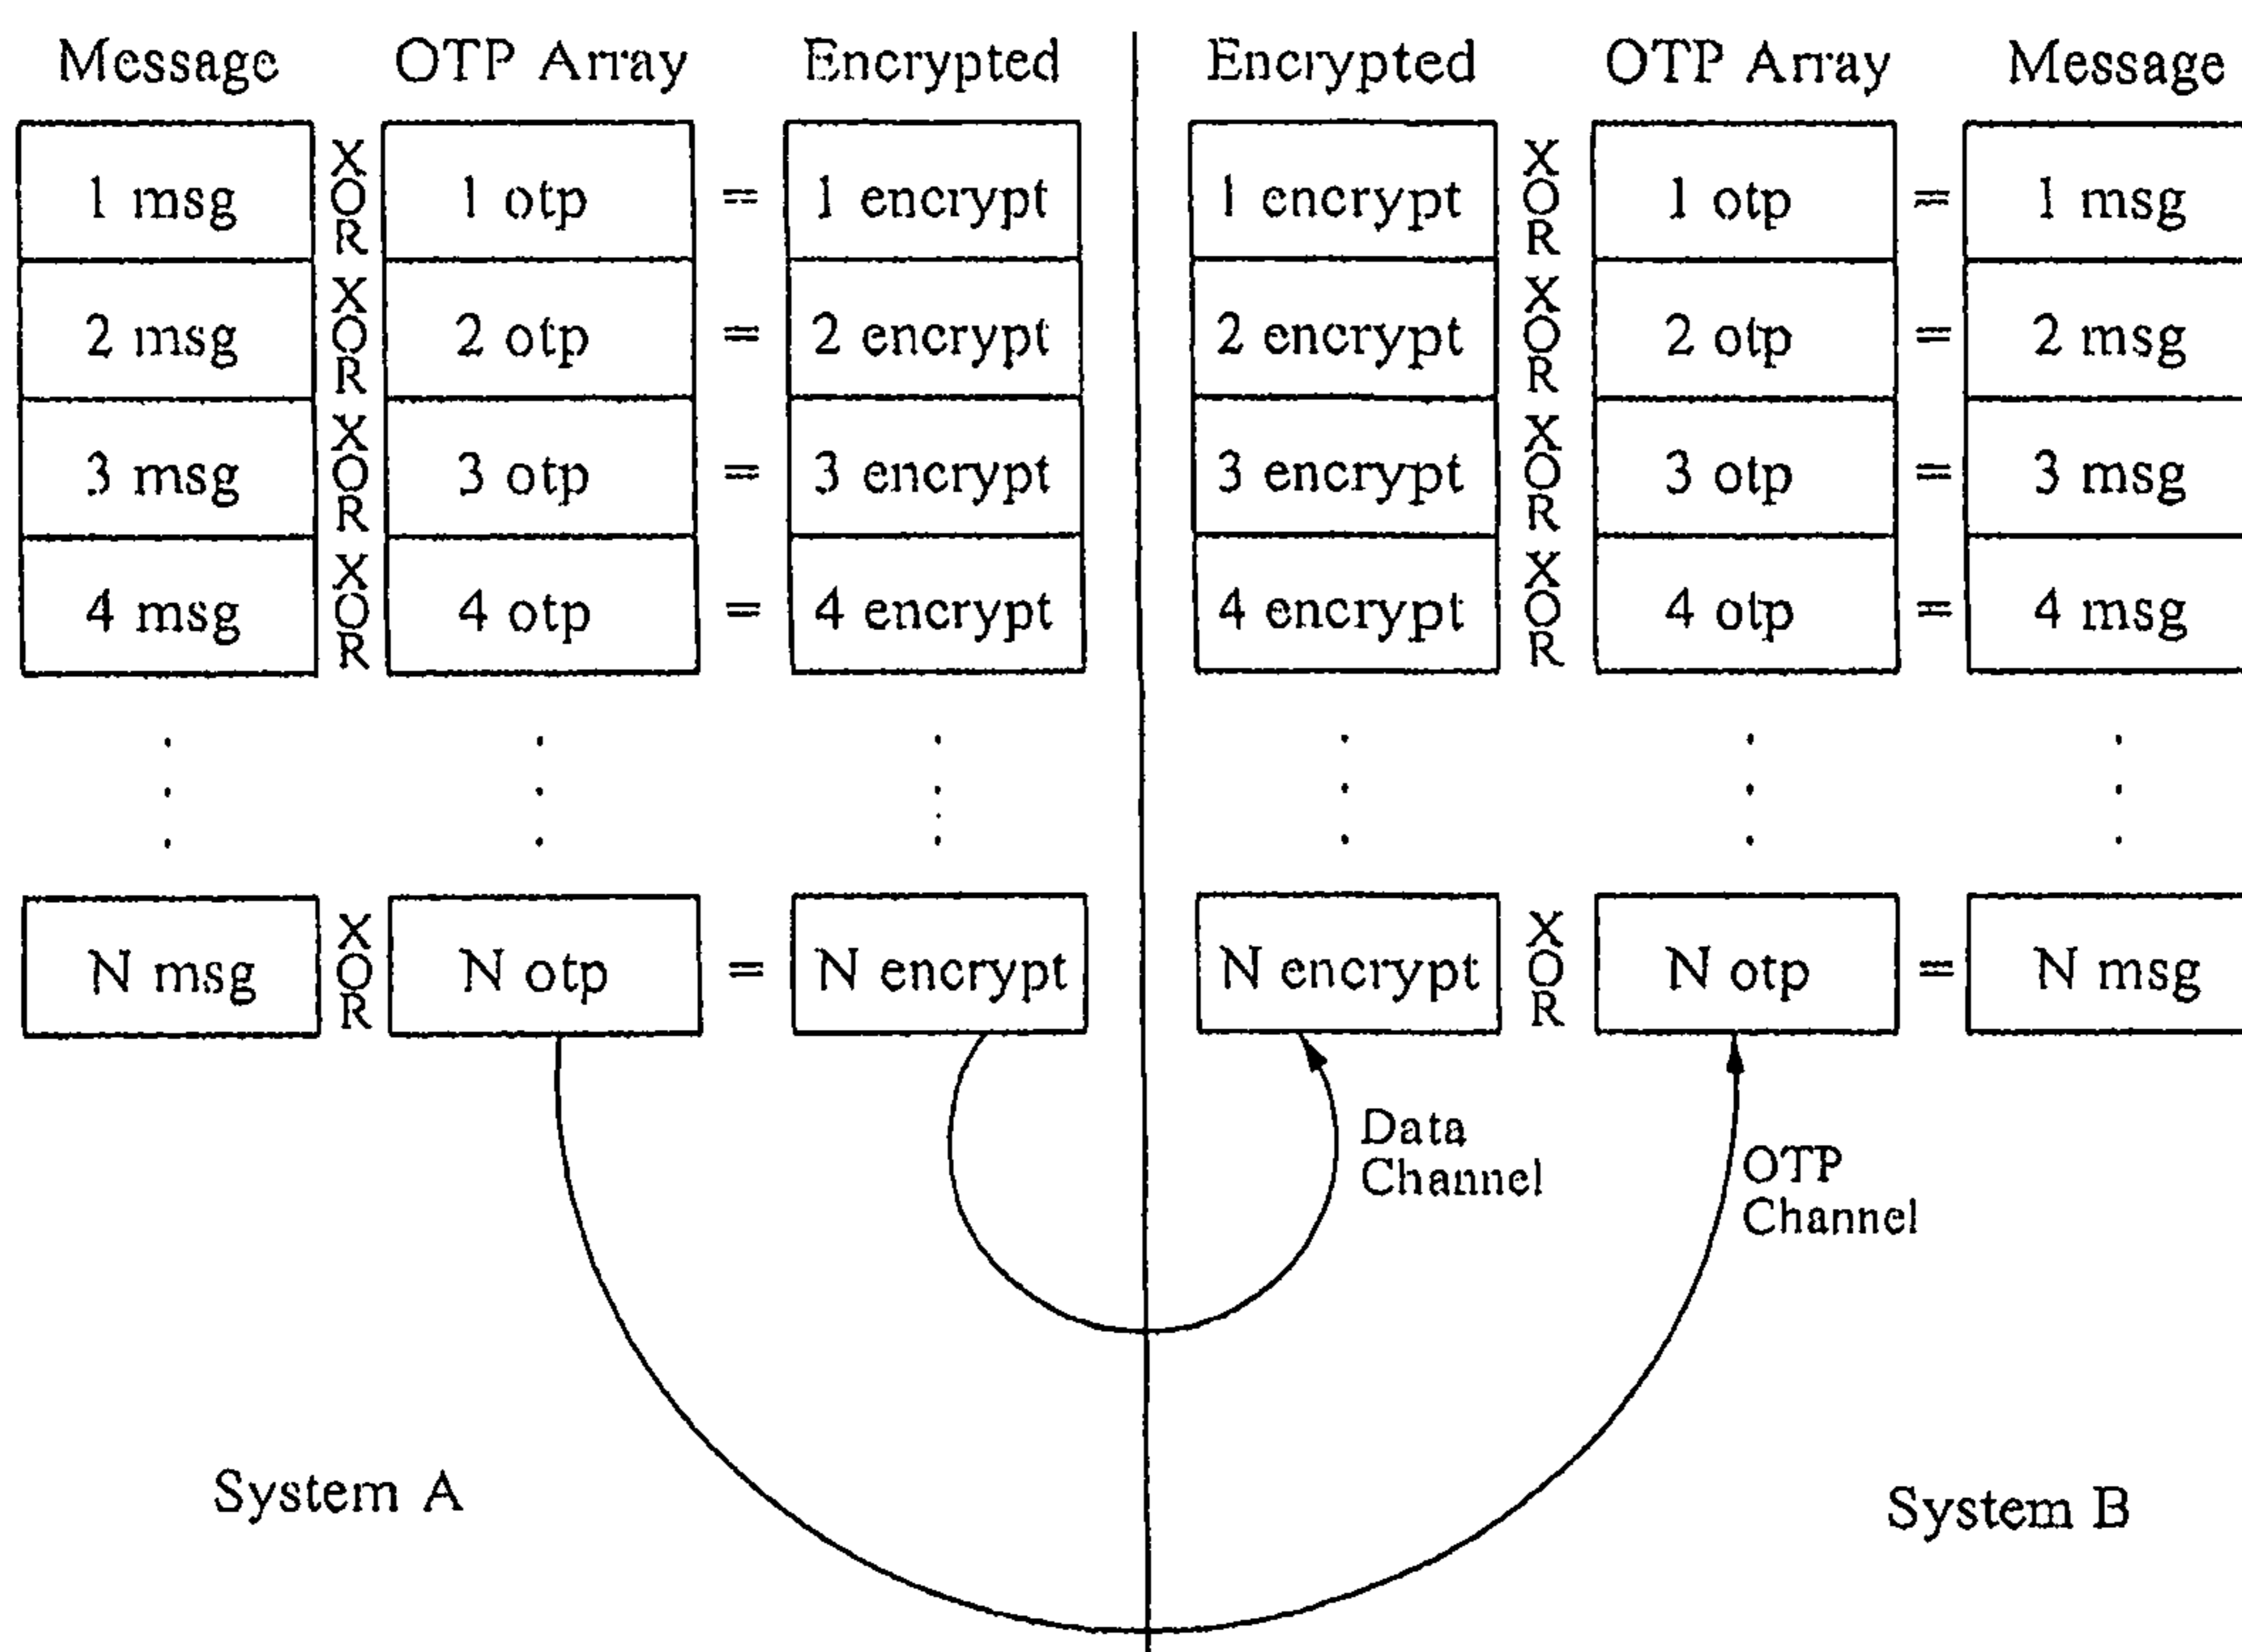 Message OTP Array Encrypted Encrypted OTP Array Message
1 msg XOR 1 otp = 1 encrypt 1 encrypt XOR 1 otp = 1 msg
2 msg XOR 2 otp = 2 encrypt 2 encrypt XOR 2 otp = 2 msg
3 msg XOR 3 otp = 3 encrypt 3 encrypt XOR 3 otp = 3 msg
4 msg XOR 4 otp = 4 encrypt 4 encrypt XOR 4 otp = 4 msg
N msg XOR N otp = N encrypt N encrypt XOR N otp = N msg
Data
Channel
OTP
Channel
System A
System B